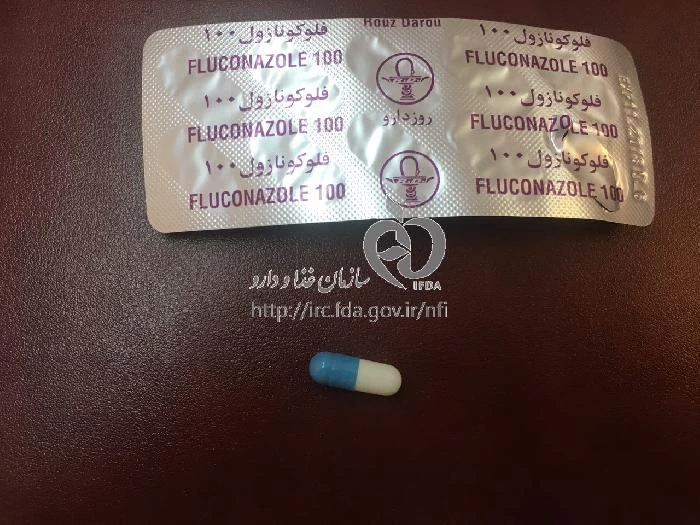 Rouz Darou
فلوکونازول ۱۰۰
FLUCONAZOLE 100
فلوکونازول ۱۰۰
FLUCONAZOLE 100
فلوکونازول ۱۰۰
FLUCONAZOLE 100
روزدارو
فلوکونازول ۱۰۰
FLUCONAZOLE 100
فلوکونازول ۱۰۰
FLUCONAZOLE 100
فلوکونازول ۱۰۰
FLUCONAZOLE 100
سازمان غذا و دارو
IFDA
http://irc.fda.gov.ir/nfi